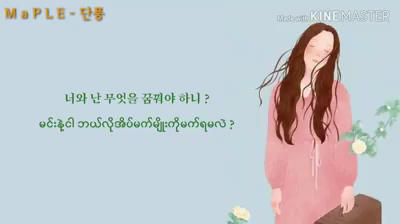 MaPLE-단풍
Made with KINEMASTER
너와 난 무엇을 꿈꿔야 하니 ?
မင်းနဲ့ငါ ဘယ်လိုအိပ်မက်မျိုးကိုမက်ရမလဲ ?